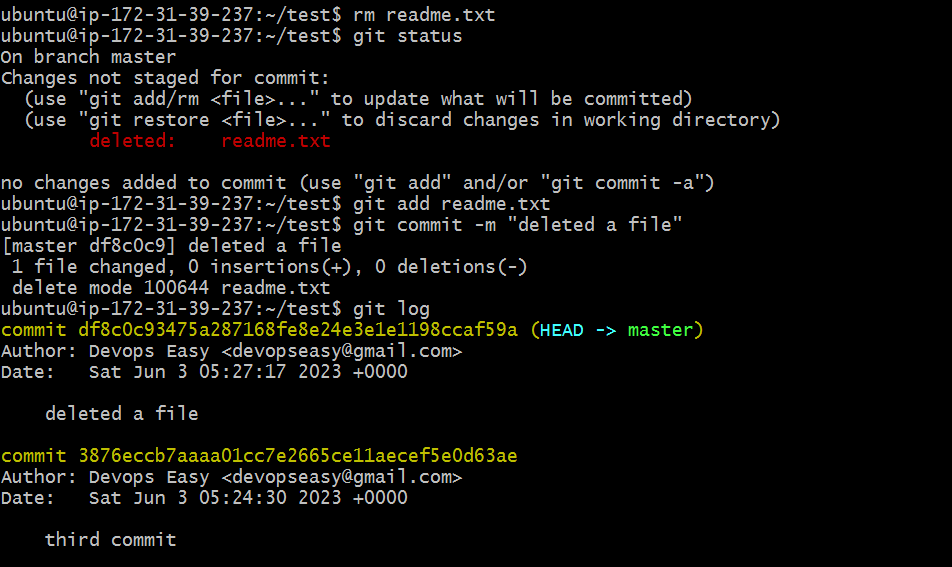 ubuntu@ip-172-31-39-237:~/test$ rm readme.txt
ubuntu@ip-172-31-39-237:~/test$ git status
On branch master
Changes not staged for commit:
  (use "git add/rm <file>..." to update what will be committed)
  (use "git restore <file>..." to discard changes in working directory)
        deleted:    readme.txt

no changes added to commit (use "git add" and/or "git commit -a")
ubuntu@ip-172-31-39-237:~/test$ git add readme.txt
ubuntu@ip-172-31-39-237:~/test$ git commit -m "deleted a file"
[master df8c0c9] deleted a file
 1 file changed, 0 insertions(+), 0 deletions(-)
 delete mode 100644 readme.txt
ubuntu@ip-172-31-39-237:~/test$ git log
commit df8c0c93475a287168fe8e24e3e1e1198ccaf59a (HEAD -> master)
Author: Devops Easy <devopseasy@gmail.com>
Date:   Sat Jun 3 05:27:17 2023 +0000

    deleted a file

commit 3876eccb7aaaa01cc7e2665ce11aecef5e0d63ae
Author: Devops Easy <devopseasy@gmail.com>
Date:   Sat Jun 3 05:24:30 2023 +0000

    third commit